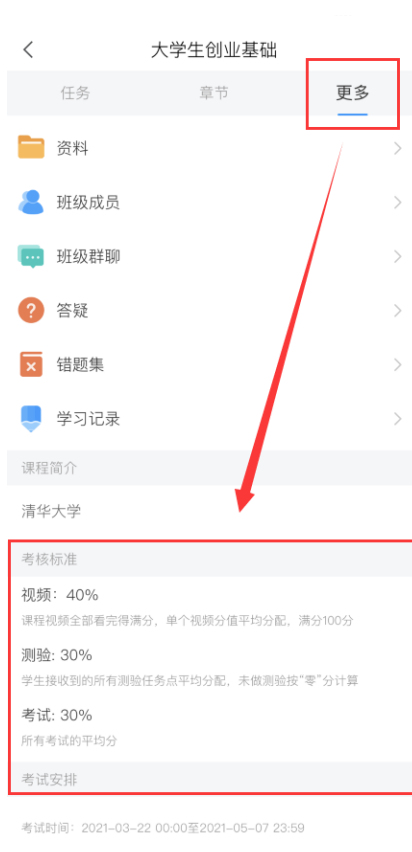 大学生创业基础
任务 章节 更多
资料
班级成员
班级群聊
答疑
错题集
学习记录
课程简介
清华大学
考核标准
视频：40%
课程视频全部看完得满分，单个视频分值平均分配，满分100分
测验: 30%
学生接收到的所有测验任务点平均分配，未做测验按“零”分计算
考试: 30%
所有考试的平均分
考试安排
考试时间：2021-03-22 00:00至2021-05-07 23:59